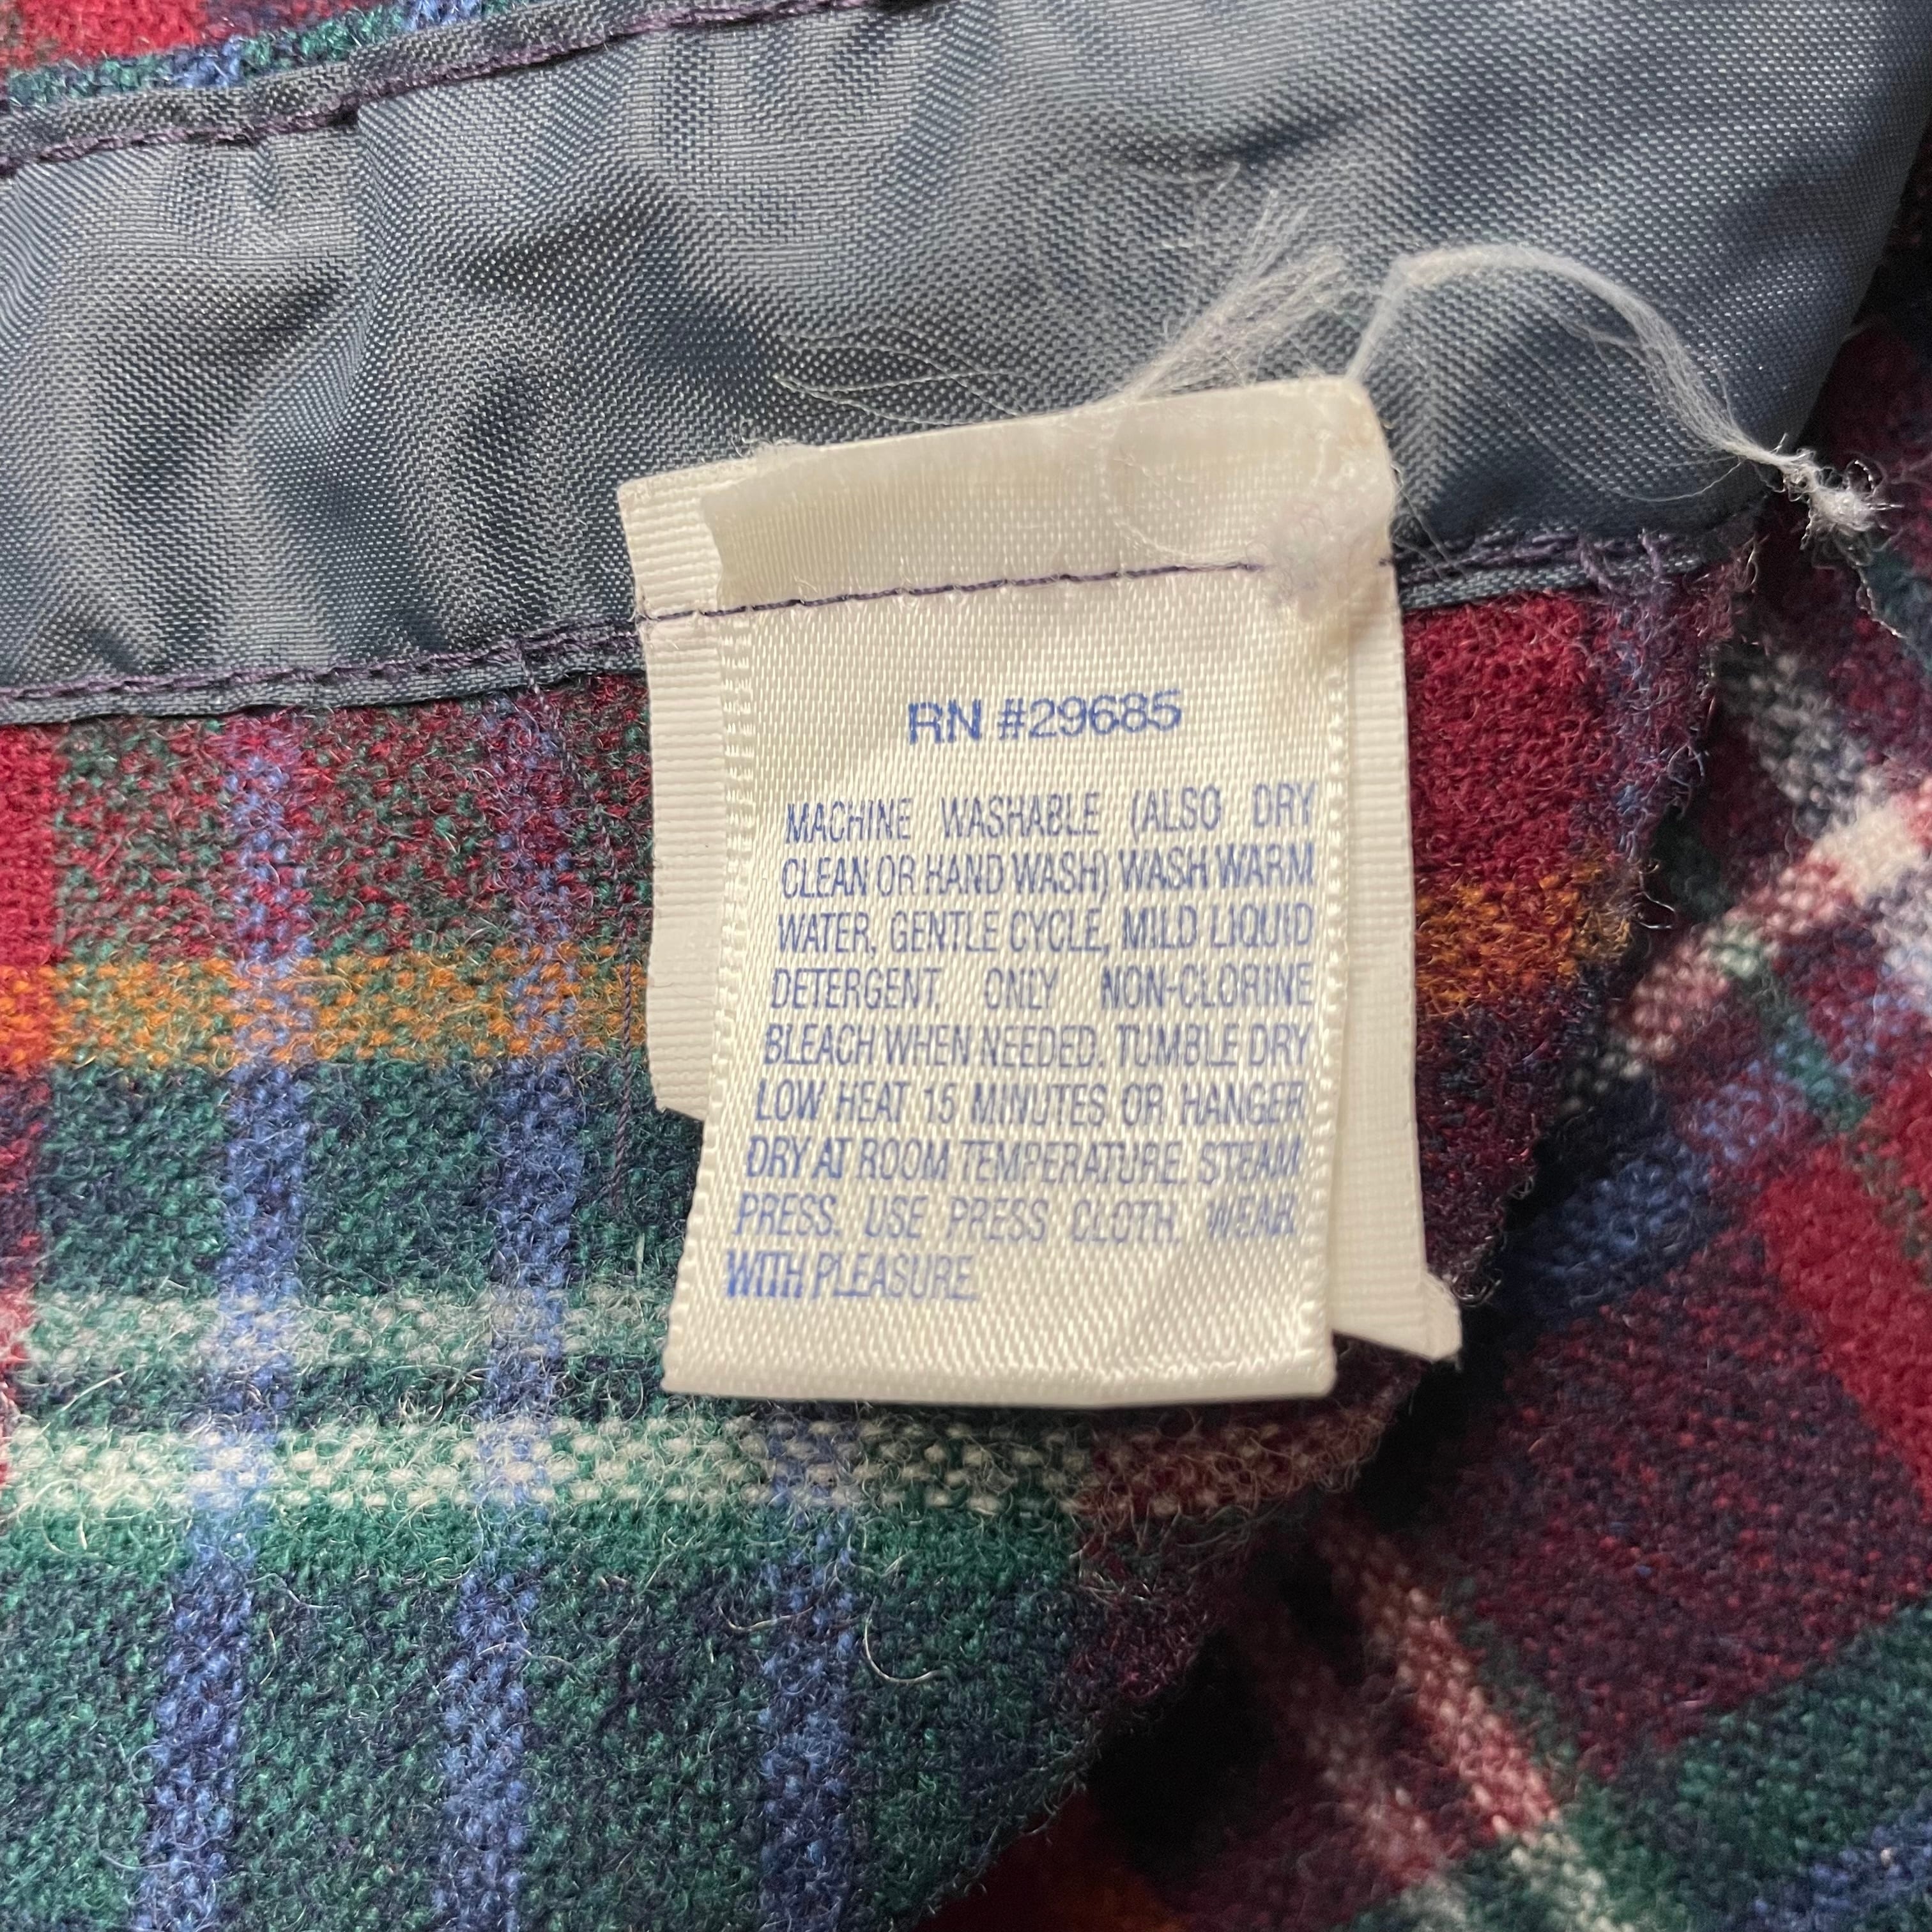 RN #29685
MACHINE WASHABLE (ALSO DRY
CLEAN OR HAND WASH) WASH WARM
WATER, GENTLE CYCLE, MILD LIQUID
DETERGENT, ONLY NON-CLORINE
BLEACH WHEN NEEDED. TUMBLE DRY
LOW HEAT 15 MINUTES OR HANGER
DRY AT ROOM TEMPERATURE. STEAM
PRESS. USE PRESS CLOTH. WEAR
WITH PLEASURE.